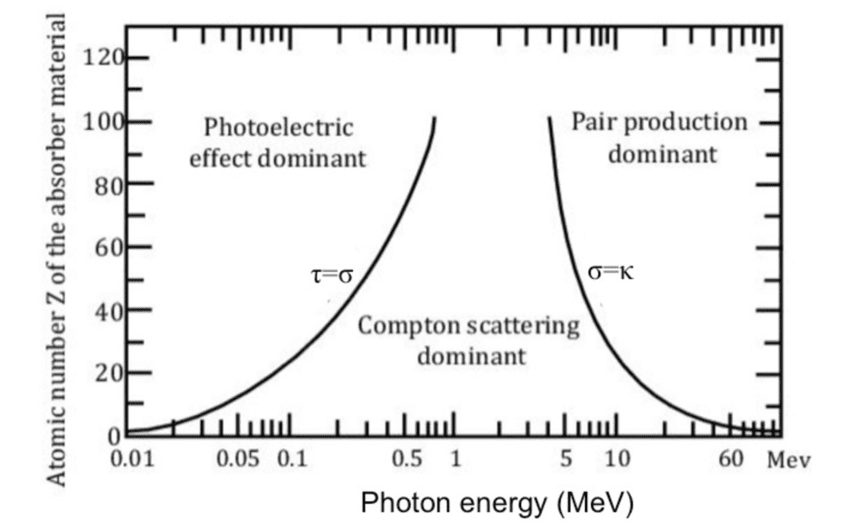 Atomic number Z of the absorber material
120
100
80
60
40
20
0
Photoelectric
effect dominant
Pair production
dominant
τ=σ
σ=κ
Compton scattering
dominant
0.01 0.05 0.1 0.5 1 5 10 60 Mev
Photon energy (MeV)